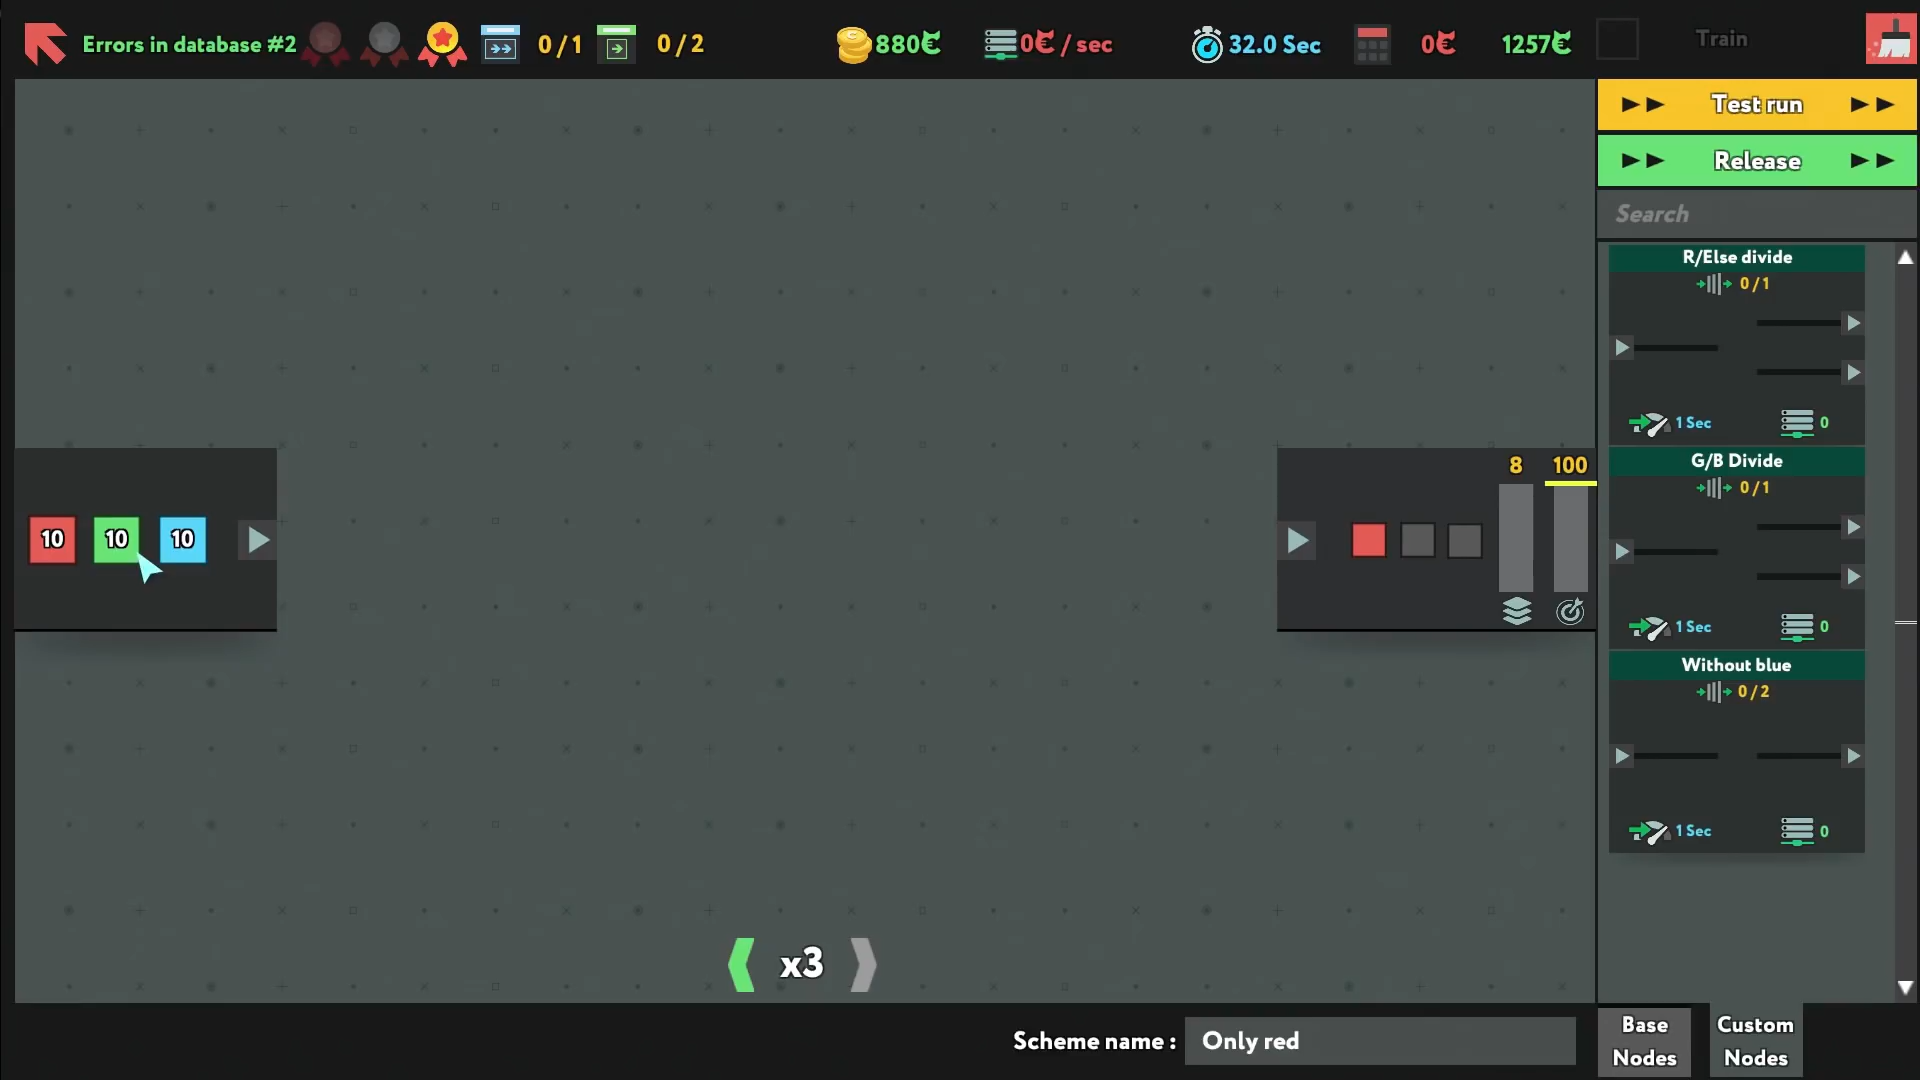 Errors in database #2
0 / 1
0 / 2
880€
0€ / sec
32.0 Sec
0€
1257€
Train
Test run
Release
Search
R/Else divide
0 / 1
1 Sec
0
G/B Divide
0 / 1
1 Sec
0
Without blue
0 / 2
1 Sec
0
10
10
10
8
100
x3
Scheme name :
Only red
Base
Nodes
Custom
Nodes